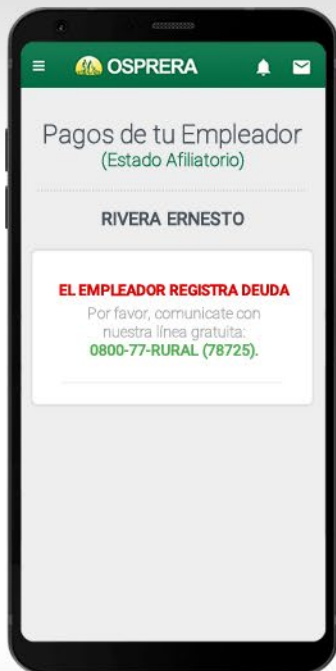 OSPRERA
Pagos de tu Empleador
(Estado Afiliatorio)
RIVERA ERNESTO
EL EMPLEADOR REGISTRA DEUDA
Por favor, comunicate con
nuestra línea gratuita:
0800-77-RURAL (78725).